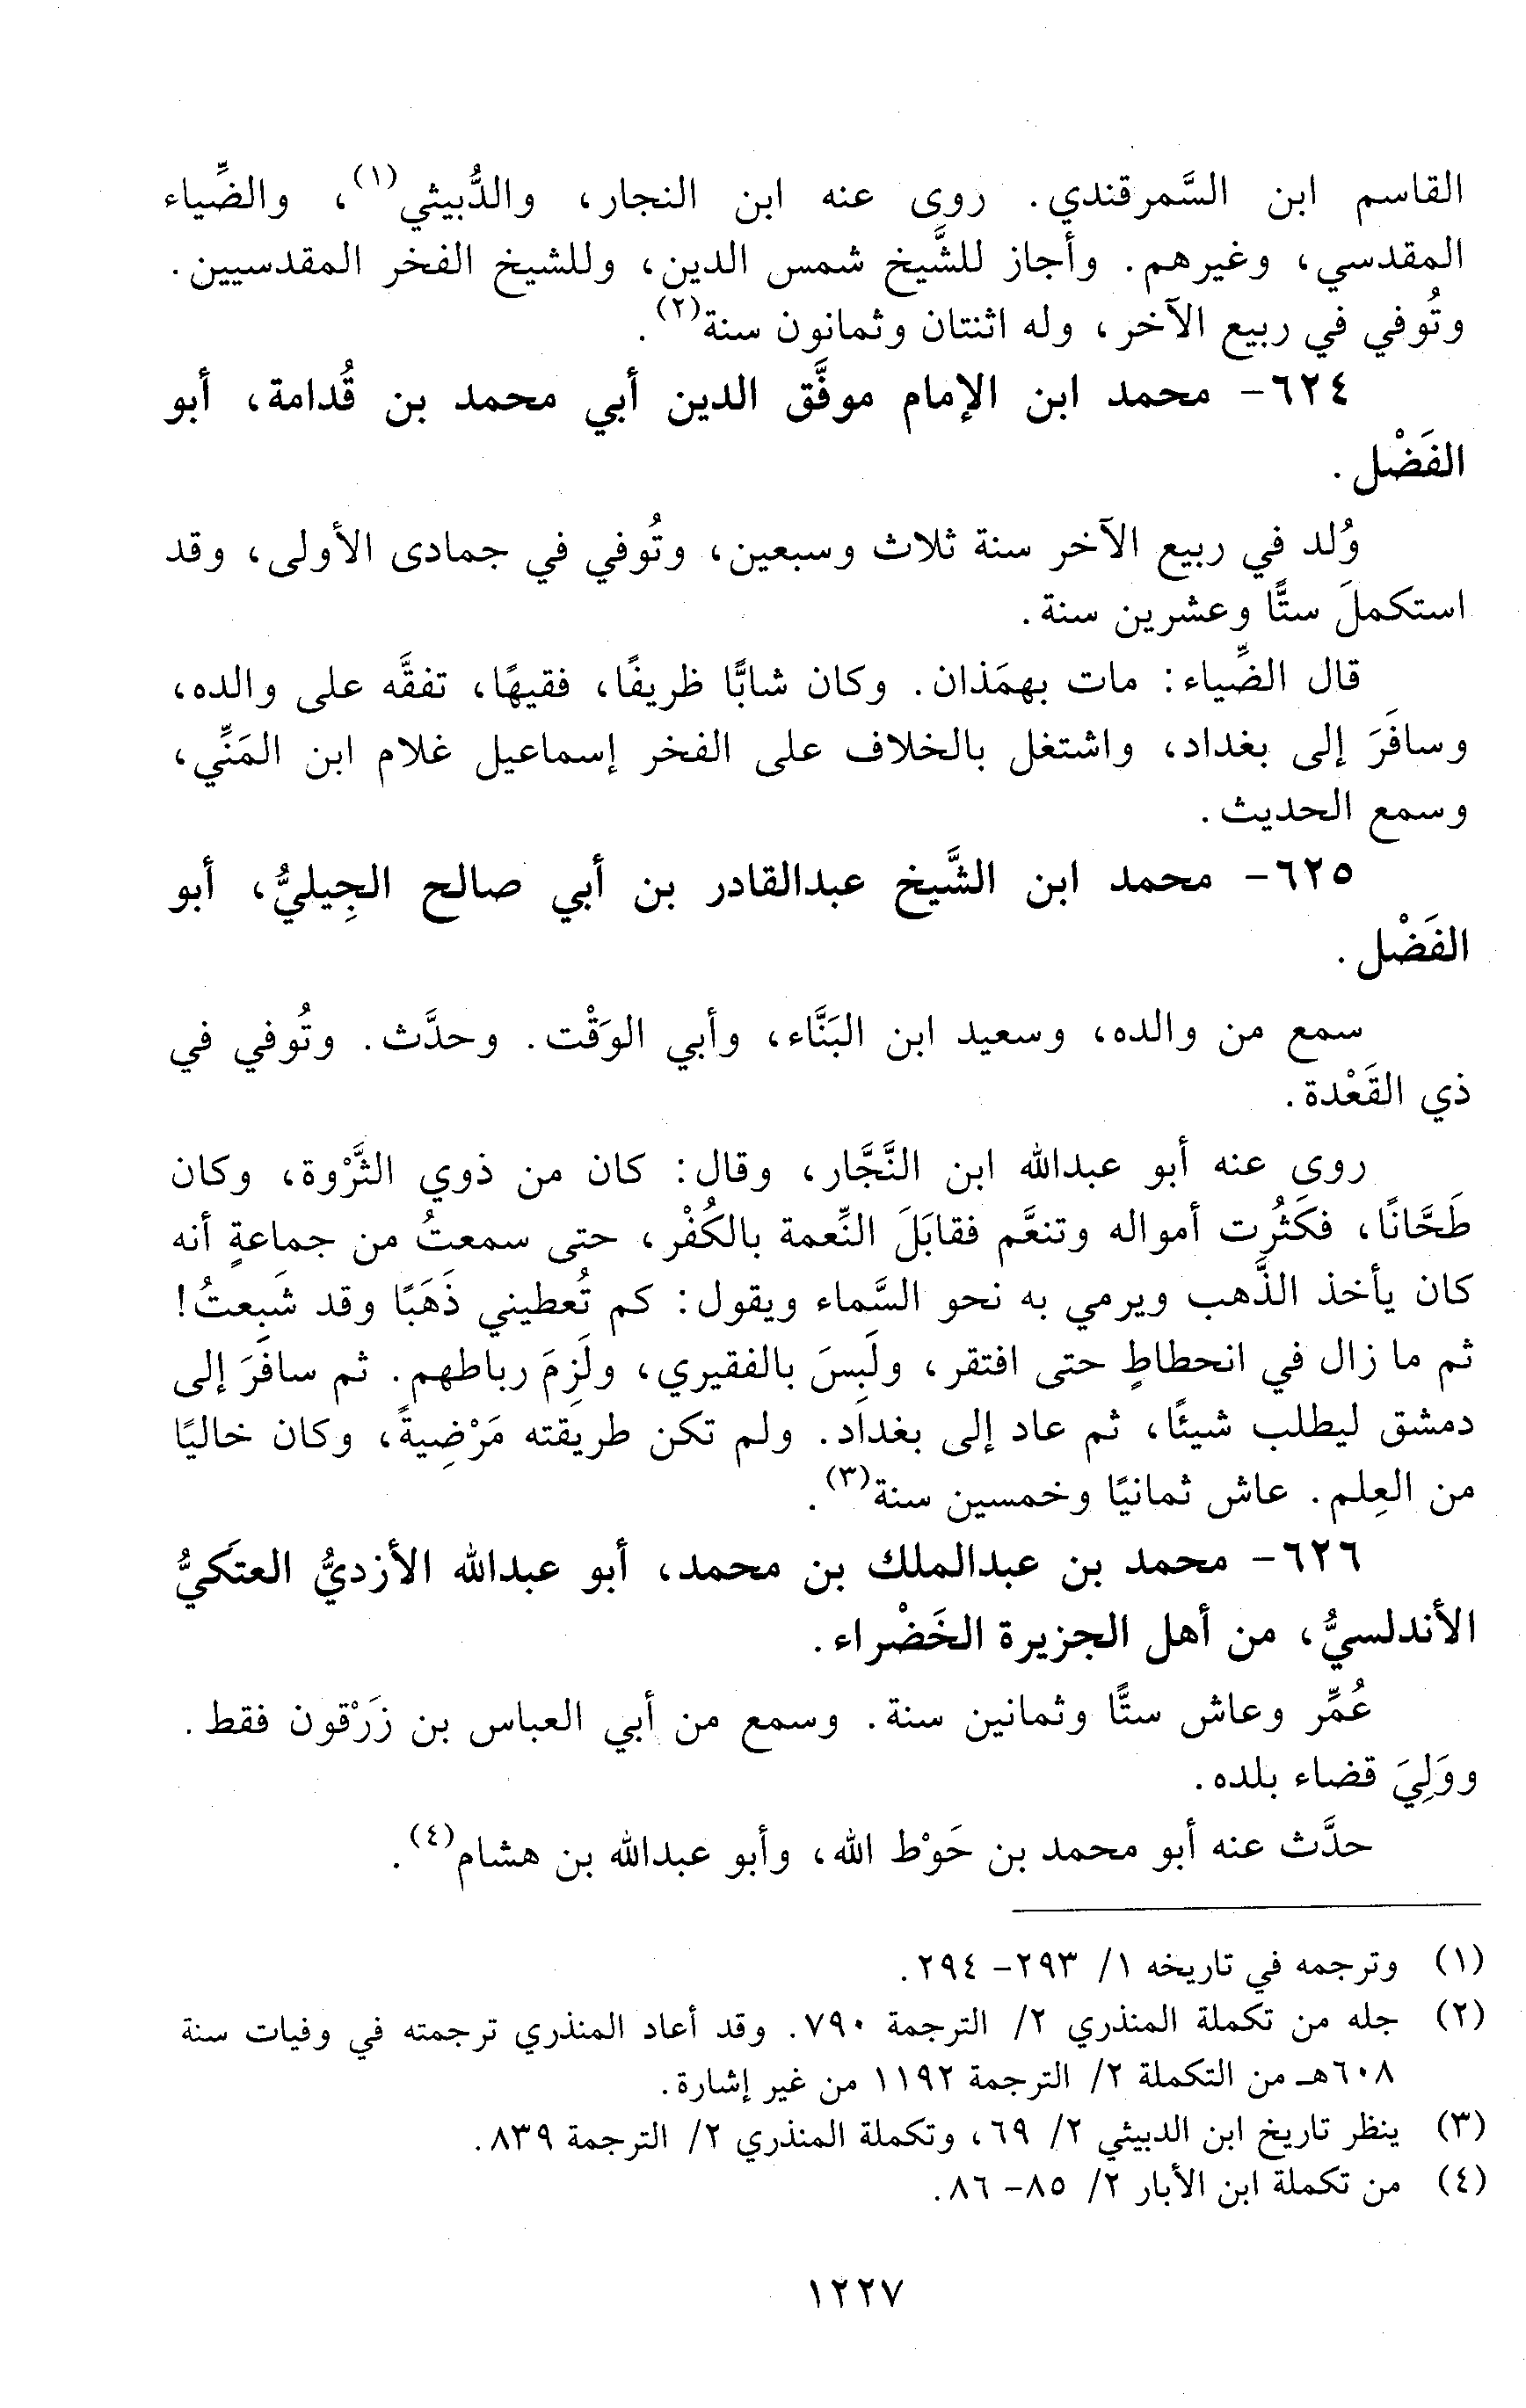 القاسم ابن السَّمرقندي. روى عنه ابن النجار، والدُّبيثي(١)، والضِّياء
المقدسي، وغيرهم. وأجاز للشَّيخ شمس الدين، وللشيخ الفخر المقدسيين.
وتُوفي في ربيع الآخر، وله اثنتان وثمانون سنة(٢).
٦٢٤- محمد ابن الإمام موفَّق الدين أبي محمد بن قُدامة، أبو
الفَضْل.
وُلد في ربيع الآخر سنة ثلاث وسبعين، وتُوفي في جمادى الأولى، وقد
استكملَ ستًّا وعشرين سنة.
قال الضِّياء: مات بهمَذان. وكان شابًّا ظريفًا، فقيهًا، تفقَّه على والده،
وسافَرَ إلى بغداد، واشتغل بالخلاف على الفخر إسماعيل غلام ابن المَنِّي،
وسمع الحديث.
٦٢٥- محمد ابن الشَّيخ عبدالقادر بن أبي صالح الجِيليُّ، أبو
الفَضْل.
سمع من والده، وسعيد ابن البَنَّاء، وأبي الوَقْت. وحدَّث. وتُوفي في
ذي القَعْدة.
روى عنه أبو عبدالله ابن النَّجَّار، وقال: كان من ذوي الثَّرْوة، وكان
طَحَّانًا، فكَثُرت أمواله وتنعَّم فقابَلَ النِّعمة بالكُفْر، حتى سمعتُ من جماعةٍ أنه
كان يأخذ الذَّهب ويرمي به نحو السَّماء ويقول: كم تُعطيني ذَهَبًا وقد شَبِعتُ!
ثم ما زال في انحطاطٍ حتى افتقر، ولَبِسَ بالفقيري، ولَزِمَ رباطهم. ثم سافَرَ إلى
دمشق ليطلب شيئًا، ثم عاد إلى بغداد. ولم تكن طريقته مَرْضِيةً، وكان خاليًا
من العِلم. عاش ثمانيًا وخمسين سنة(٣).
٦٢٦- محمد بن عبدالملك بن محمد، أبو عبدالله الأزديُّ العتَكيُّ
الأندلسيُّ، من أهل الجزيرة الخَضْراء.
عُمِّر وعاش ستًّا وثمانين سنة. وسمع من أبي العباس بن زَرْقون فقط.
ووَلِيَ قضاء بلده.
حدَّث عنه أبو محمد بن حَوْط الله، وأبو عبدالله بن هشام(٤).
(١) وترجمه في تاريخه ١/ ٢٩٣- ٢٩٤.
(٢) جله من تكملة المنذري ٢/ الترجمة ٧٩٠. وقد أعاد المنذري ترجمته في وفيات سنة
٦٠٨هـ من التكملة ٢/ الترجمة ١١٩٢ من غير إشارة.
(٣) ينظر تاريخ ابن الدبيثي ٢/ ٦٩، وتكملة المنذري ٢/ الترجمة ٨٣٩.
(٤) من تكملة ابن الأبار ٢/ ٨٥- ٨٦.
١٢٢٧